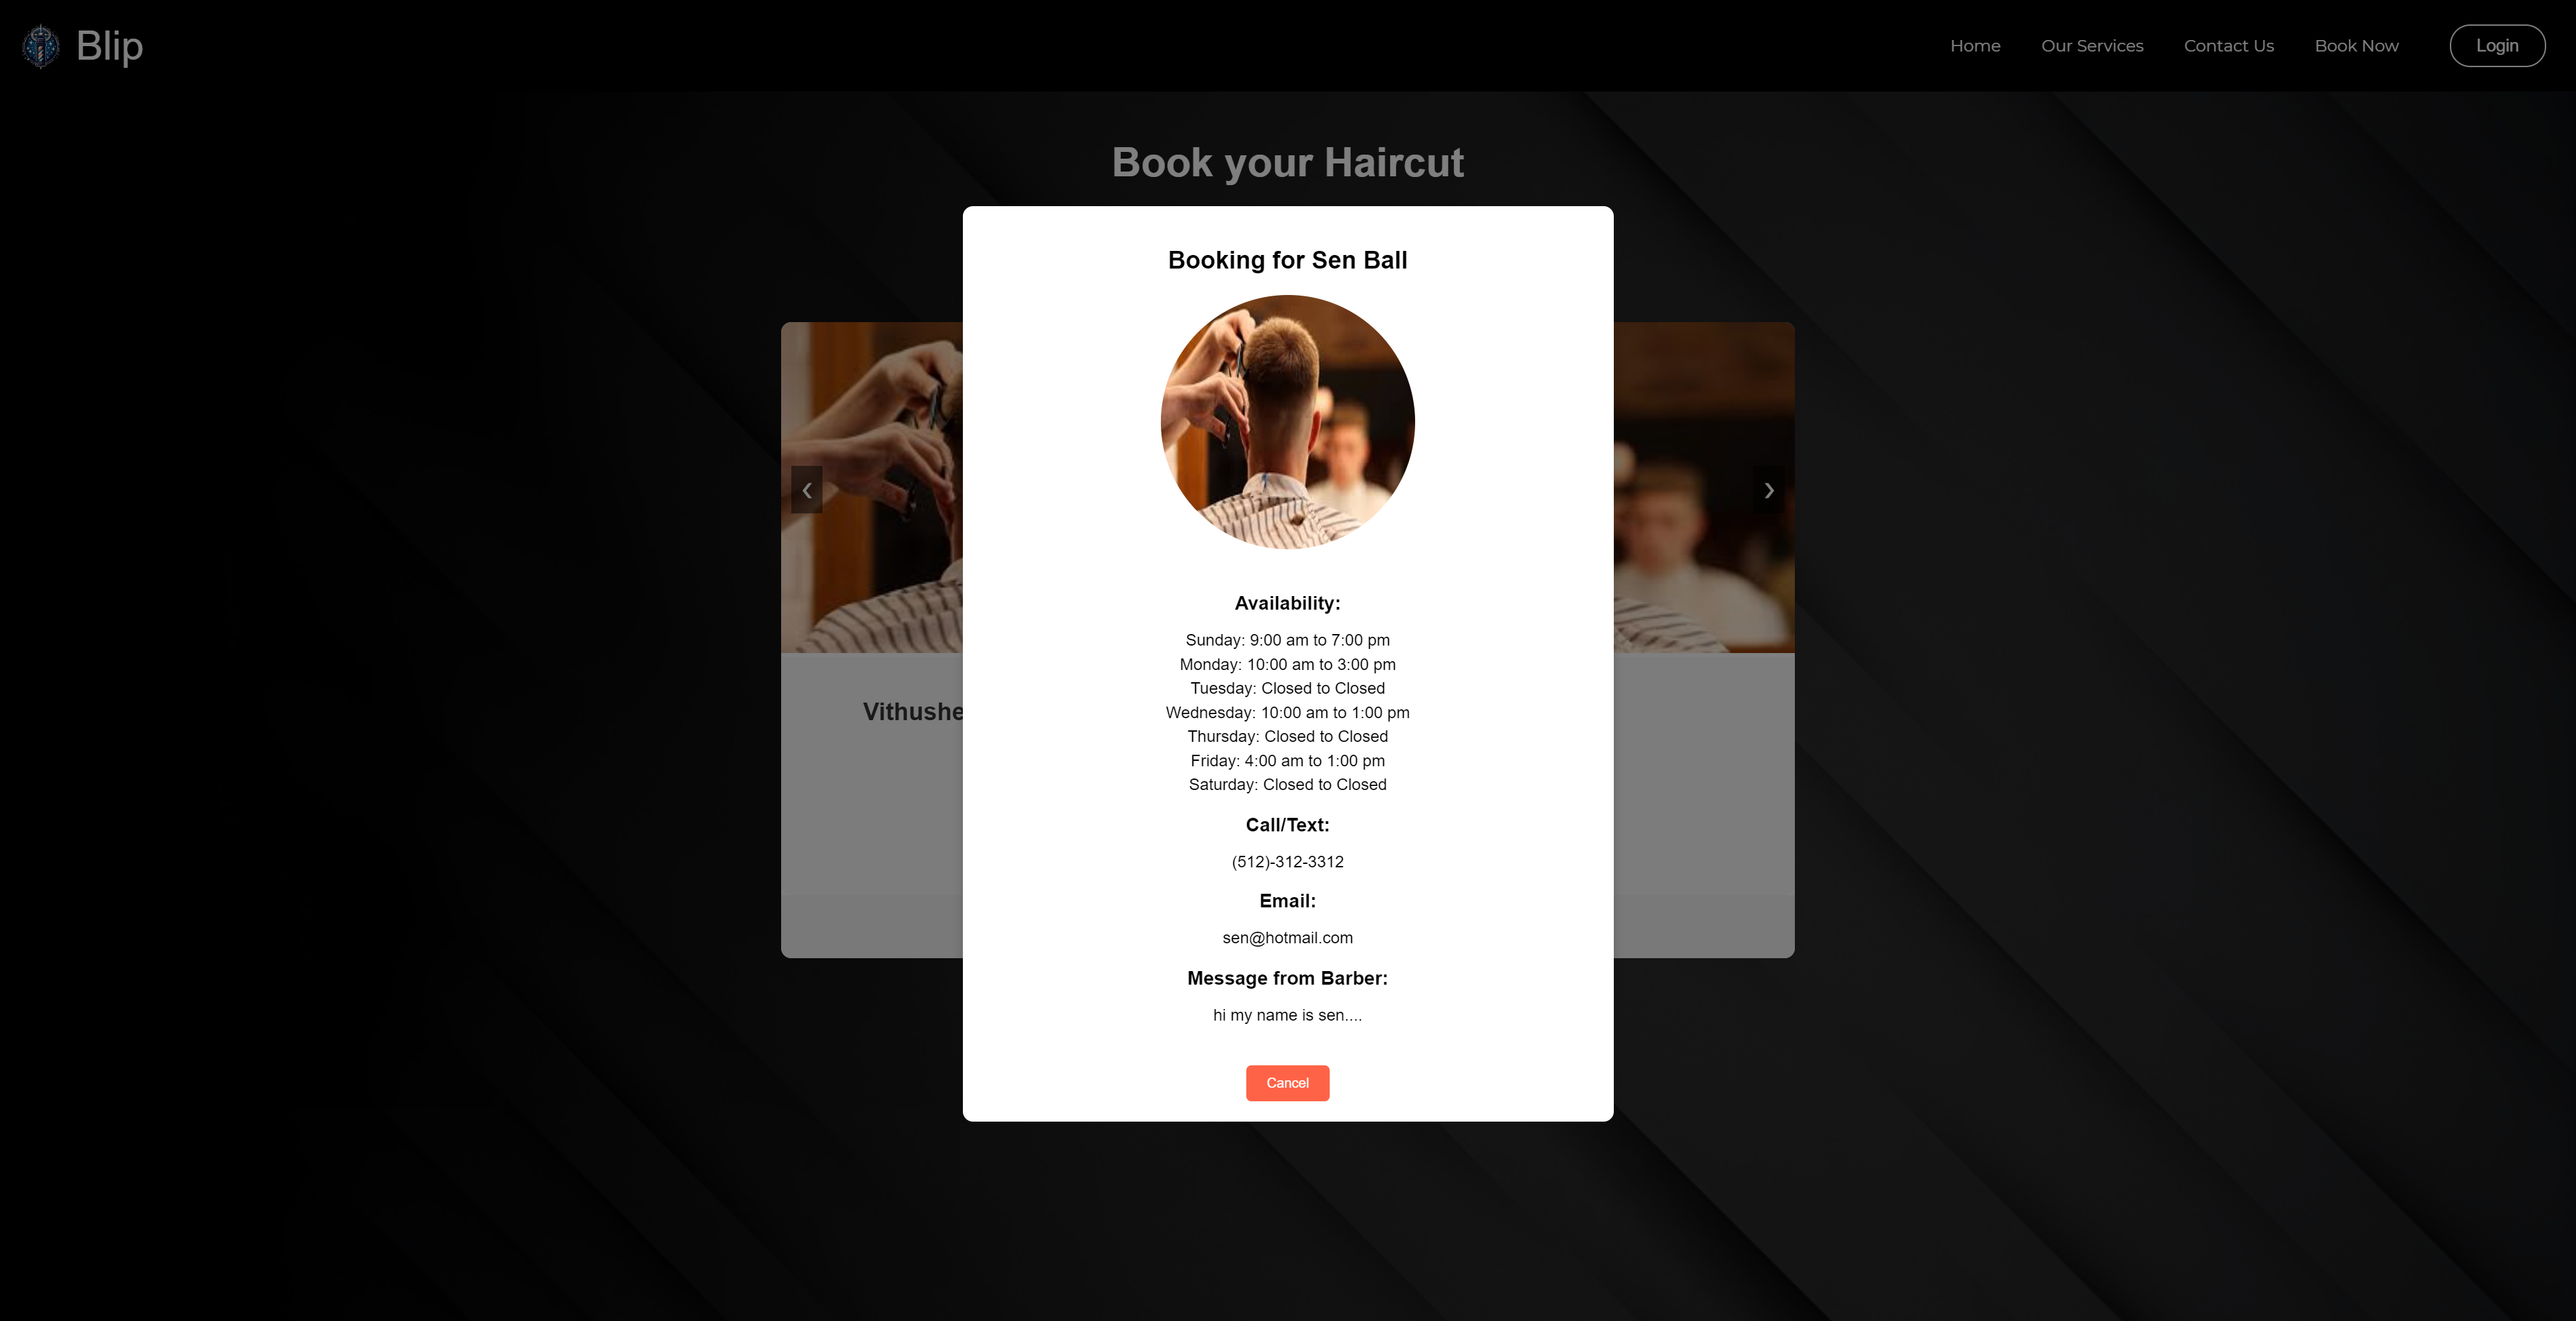 Blip
Home
Our Services
Contact Us
Book Now
Login
Book your Haircut
Booking for Sen Ball
Availability:
Sunday: 9:00 am to 7:00 pm
Monday: 10:00 am to 3:00 pm
Tuesday: Closed to Closed
Wednesday: 10:00 am to 1:00 pm
Thursday: Closed to Closed
Friday: 4:00 am to 1:00 pm
Saturday: Closed to Closed
Call/Text:
(512)-312-3312
Email:
sen@hotmail.com
Message from Barber:
hi my name is sen....
Cancel